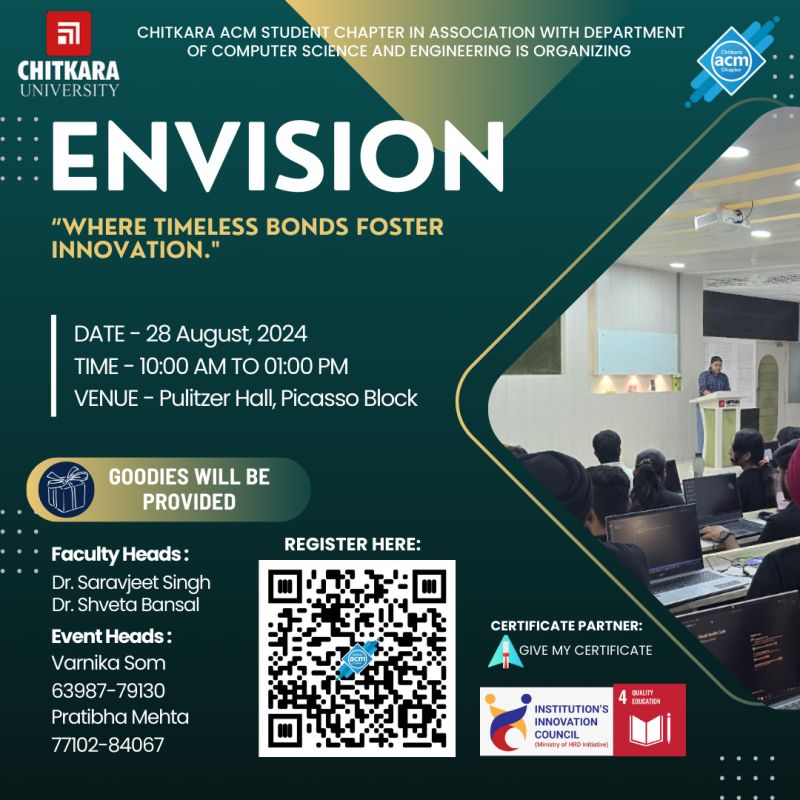 CHITKARA
UNIVERSITY
CHITKARA ACM STUDENT CHAPTER IN ASSOCIATION WITH DEPARTMENT
OF COMPUTER SCIENCE AND ENGINEERING IS ORGANIZING
Chitkara
acm
Chapter
ENVISION
“WHERE TIMELESS BONDS FOSTER
INNOVATION."
DATE - 28 August, 2024
TIME - 10:00 AM TO 01:00 PM
VENUE - Pulitzer Hall, Picasso Block
GOODIES WILL BE
PROVIDED
Faculty Heads :
Dr. Saravjeet Singh
Dr. Shveta Bansal
Event Heads :
Varnika Som
63987-79130
Pratibha Mehta
77102-84067
REGISTER HERE:
acm
CERTIFICATE PARTNER:
GIVE MY CERTIFICATE
INSTITUTION'S
INNOVATION
COUNCIL
(Ministry of HRD Initiative)
4 QUALITY
EDUCATION